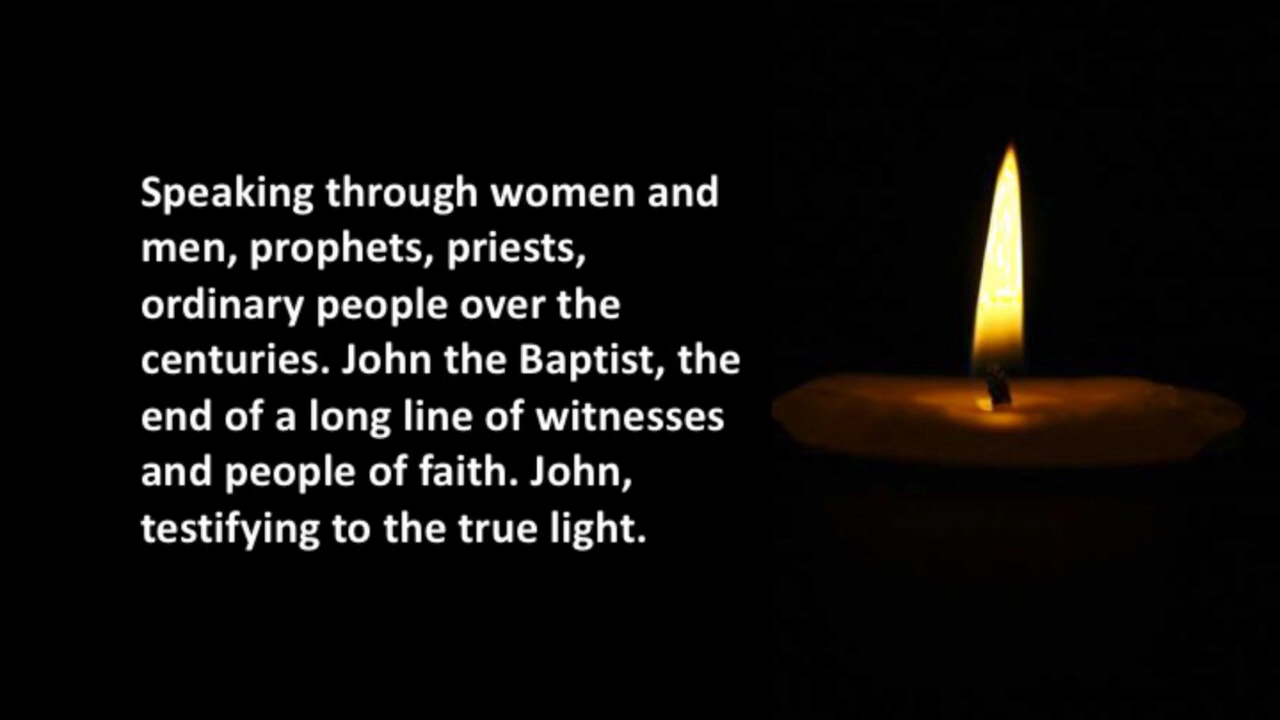 Speaking through women and
men, prophets, priests,
ordinary people over the
centuries. John the Baptist, the
end of a long line of witnesses
and people of faith. John,
testifying to the true light.